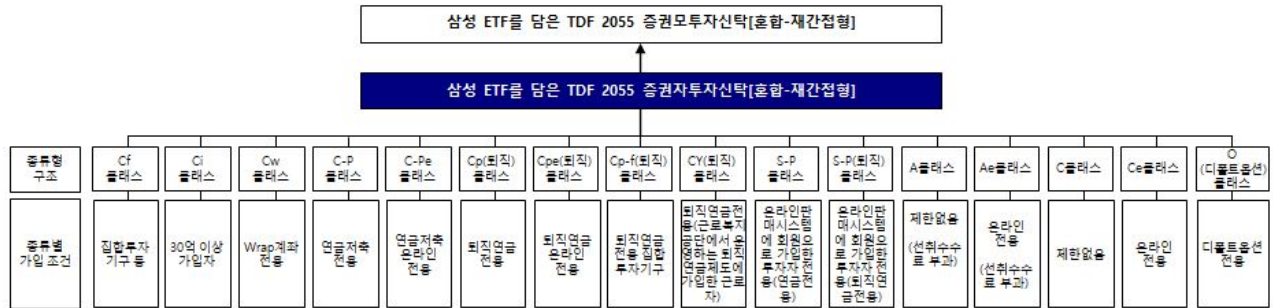 삼성 ETF를 담은 TDF 2055 증권모투자신탁[혼합-재간접형]
삼성 ETF를 담은 TDF 2055 증권자투자신탁[혼합-재간접형]
종류형
구조
Cf
클래스
Ci
클래스
Cw
클래스
C-P
클래스
C-Pe
클래스
Cp(퇴직)
클래스
Cpe(퇴직)
클래스
Cp-f(퇴직)
클래스
CY(퇴직)
클래스
S-P
클래스
S-P(퇴직)
클래스
A클래스
Ae클래스
C클래스
Ce클래스
O
(디폴트옵션)
클래스
종류별
가입 조건
집합투자
기구 등
30억 이상
가입자
Wrap계좌
전용
연금저축
전용
연금저축
온라인
전용
퇴직연금
전용
퇴직연금
온라인
전용
퇴직연금
전용 집합
투자기구
퇴직연금전
용(근로복지
공단에서 운
영하는 퇴직
연금제도에
가입한 근로
자)
온라인판
매시스템
에 회원으
로 가입한
투자자 전
용(연금전
용)
온라인판
매시스템
에 회원으
로 가입한
투자자 전
용(퇴직연
금전용)
제한없음
(선취수수
료 부과)
온라인
전용
(선취수수
료 부과)
제한없음
온라인
전용
디폴트옵션
전용